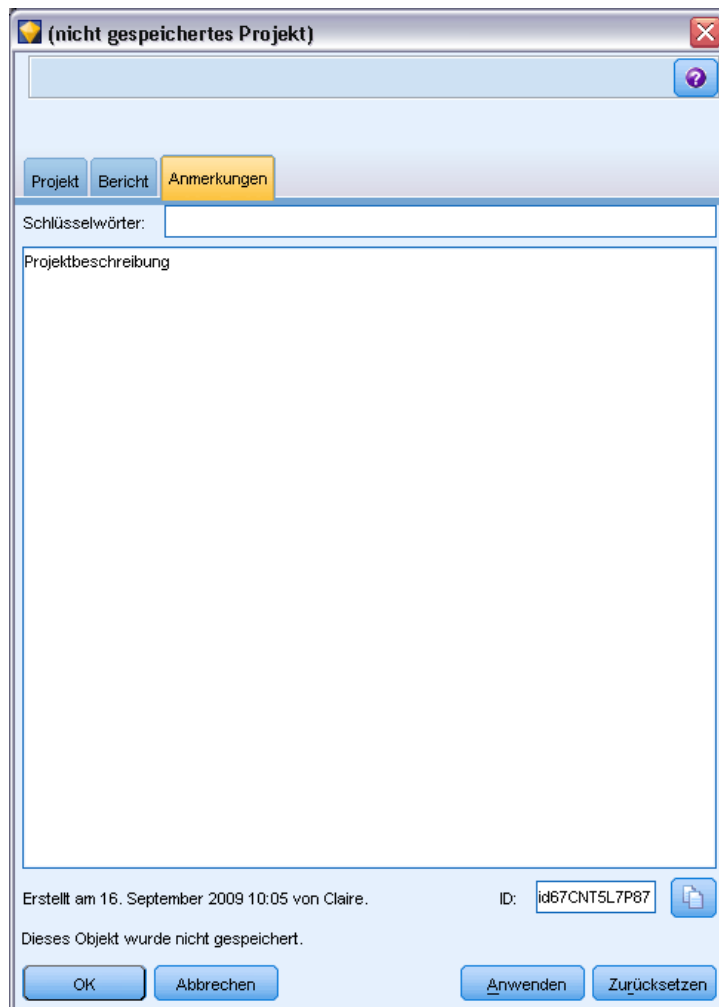 (nicht gespeichertes Projekt)
Projekt Bericht Anmerkungen
Schlüsselwörter:
Projektbeschreibung
Erstellt am 16. September 2009 10:05 von Claire. ID: id67CNT5L7P87
Dieses Objekt wurde nicht gespeichert.
OK Abbrechen Anwenden Zurücksetzen